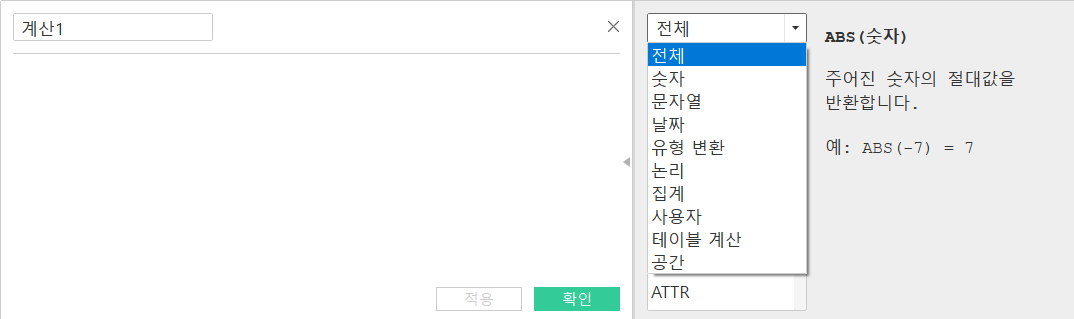 계산1
적용
확인
전체
전체
숫자
문자열
날짜
유형 변환
논리
집계
사용자
테이블 계산
공간
ATTR
ABS(숫자)
주어진 숫자의 절대값을
반환합니다.
예: ABS(-7) = 7